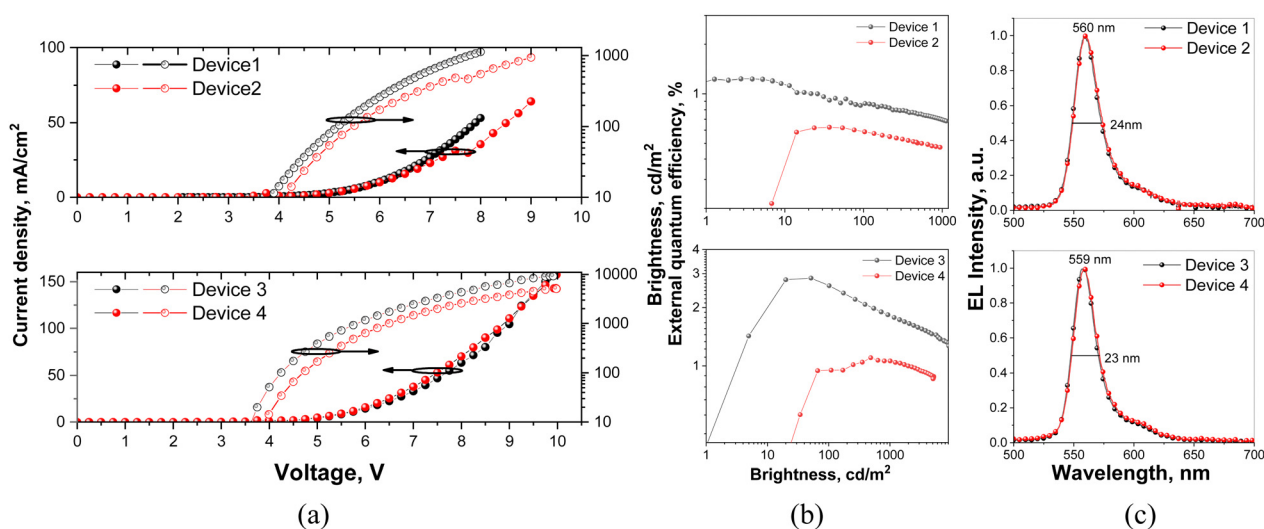 Device1
Device2
100
50
0
1000
100
10
0 1 2 3 4 5 6 7 8 9 10
Current density, mA/cm²
Device 3
Device 4
150
100
50
0
10000
1000
100
10
0 1 2 3 4 5 6 7 8 9 10
Voltage, V
Brightness, cd/m²
(a)
External quantum efficiency, %
Device 1
Device 2
1
1 10 100 1000
Device 3
Device 4
4
3
2
1
1 10 100 1000
Brightness, cd/m²
(b)
EL Intensity, a.u.
560 nm
Device 1
Device 2
24nm
1.0
0.8
0.6
0.4
0.2
0.0
500 550 600 650 700
559 nm
Device 3
Device 4
23 nm
1.0
0.8
0.6
0.4
0.2
0.0
500 550 600 650 700
Wavelength, nm
(c)